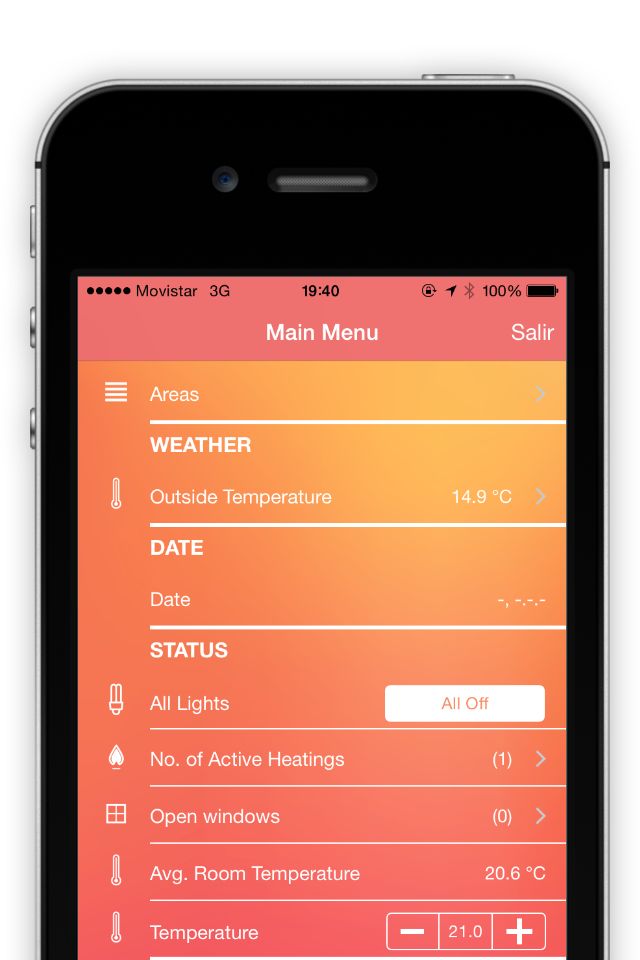 Movistar 3G 19:40 100%
Main Menu Salir
Areas
WEATHER
Outside Temperature 14.9 °C
DATE
Date -, -.-.-
STATUS
All Lights All Off
No. of Active Heatings (1)
Open windows (0)
Avg. Room Temperature 20.6 °C
Temperature 21.0